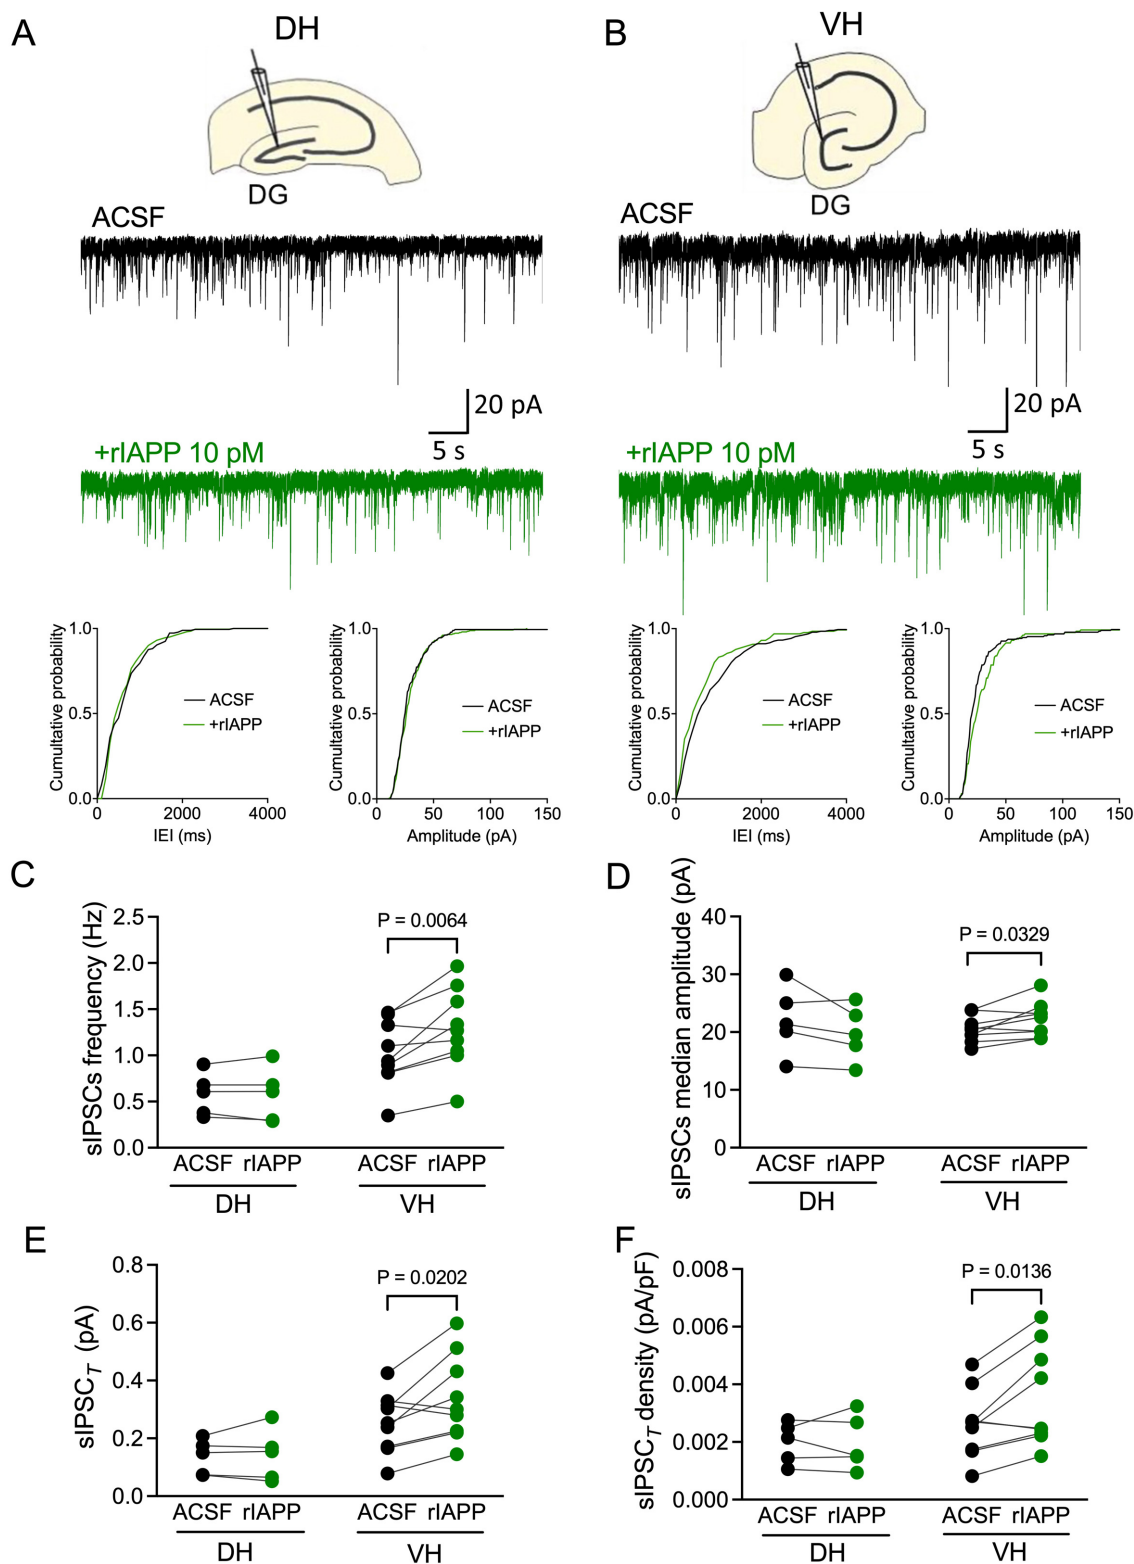 A
DH
DG
ACSF
20 pA
5 s
+rIAPP 10 pM
Cumultative probability
1.0
0.5
0.0
0
2000
4000
IEI (ms)
ACSF
+rIAPP
Cumultative probability
1.0
0.5
0.0
0
50
100
150
Amplitude (pA)
ACSF
+rIAPP
B
VH
DG
ACSF
20 pA
5 s
+rIAPP 10 pM
Cumultative probability
1.0
0.5
0.0
0
2000
4000
IEI (ms)
ACSF
+rIAPP
Cumultative probability
1.0
0.5
0.0
0
50
100
150
Amplitude (pA)
ACSF
+rIAPP
C
sIPSCs frequency (Hz)
2.5
2.0
1.5
1.0
0.5
0.0
P = 0.0064
ACSF rIAPP
ACSF rIAPP
DH
VH
D
sIPSCs median amplitude (pA)
40
30
20
10
0
P = 0.0329
ACSF rIAPP
ACSF rIAPP
DH
VH
E
sIPSCT (pA)
0.8
0.6
0.4
0.2
0.0
P = 0.0202
ACSF rIAPP
ACSF rIAPP
DH
VH
F
sIPSCT density (pA/pF)
0.008
0.006
0.004
0.002
0.000
P = 0.0136
ACSF rIAPP
ACSF rIAPP
DH
VH